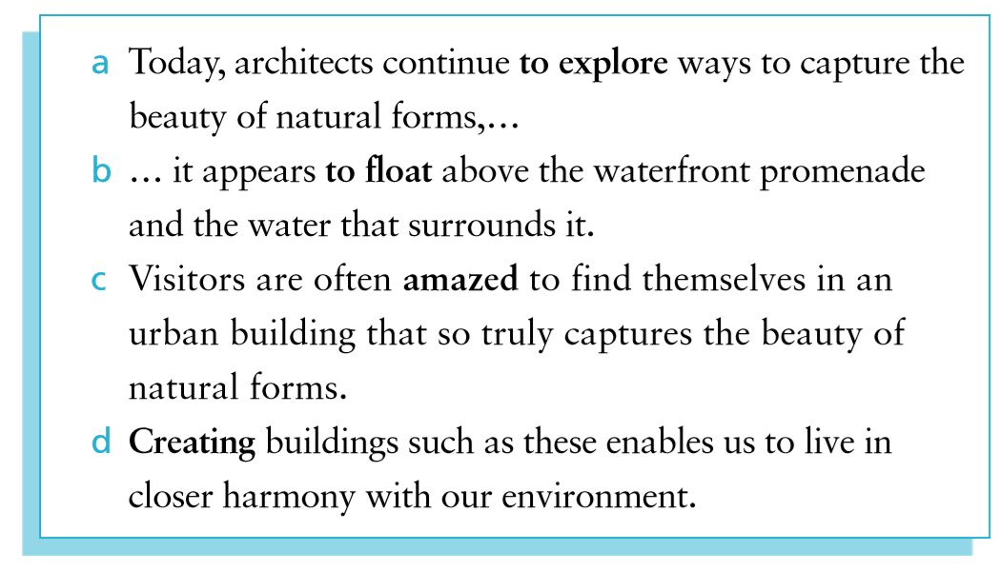 a Today, architects continue to explore ways to capture the
beauty of natural forms,…
b … it appears to float above the waterfront promenade
and the water that surrounds it.
c Visitors are often amazed to find themselves in an
urban building that so truly captures the beauty of
natural forms.
d Creating buildings such as these enables us to live in
closer harmony with our environment.